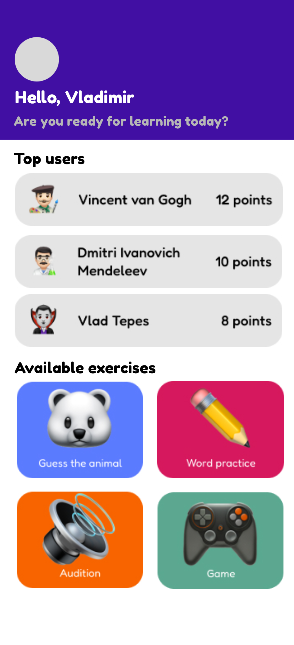 Hello, Vladimir
Are you ready for learning today?
Top users
Vincent van Gogh 12 points
Dmitri Ivanovich
Mendeleev 10 points
Vlad Tepes 8 points
Available exercises
Guess the animal
Word practice
Audition
Game